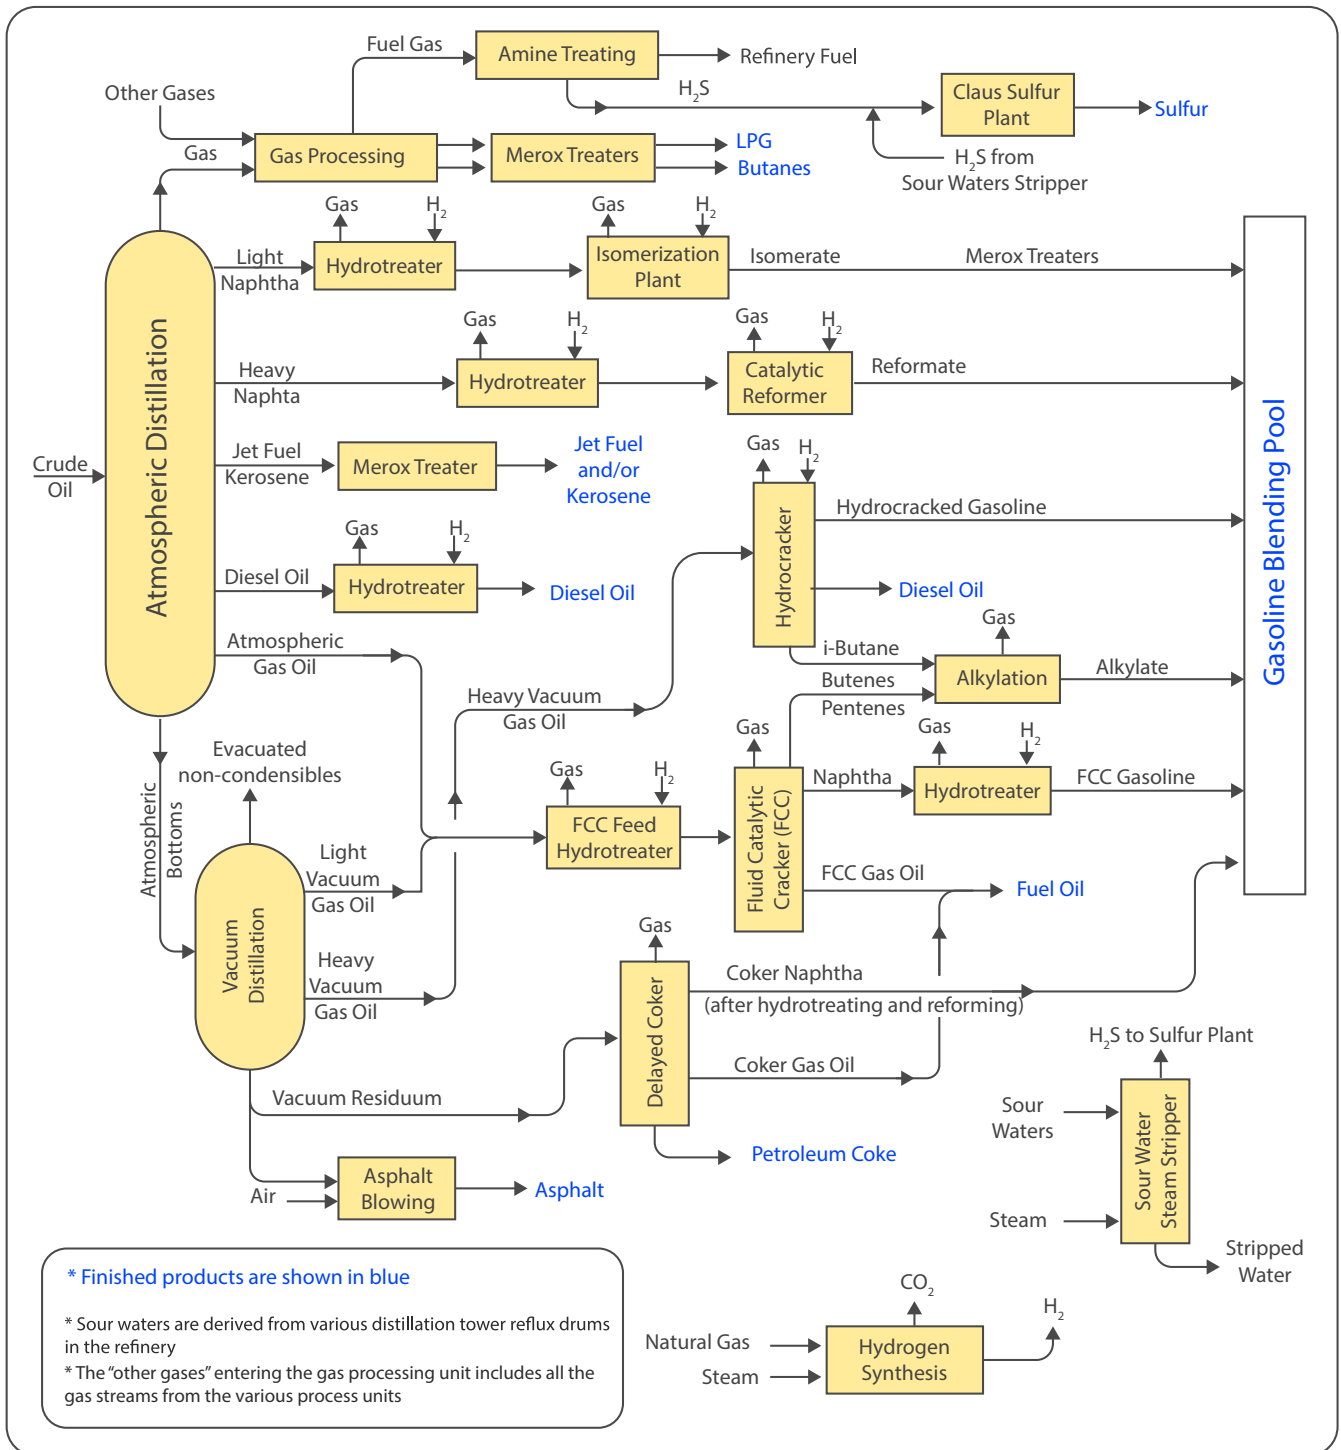 Fuel Gas
Amine Treating
Refinery Fuel
H2S
Other Gases
Claus Sulfur
Plant
Sulfur
Gas
Gas Processing
Merox Treaters
LPG
Butanes
H2S from
Sour Waters Stripper
Gas
H2
Gas
H2
Light
Naphtha
Hydrotreater
Isomerization
Plant
Isomerate
Merox Treaters
Gas
H2
Gas
H2
Heavy
Naphta
Hydrotreater
Catalytic
Reformer
Reformate
Atmospheric Distillation
Crude
Oil
Jet Fuel
Kerosene
Merox Treater
Jet Fuel
and/or
Kerosene
Gas
H2
Hydrocracker
Hydrocracked Gasoline
Gasoline Blending Pool
Gas
H2
Diesel Oil
Hydrotreater
Diesel Oil
Diesel Oil
Gas
Atmospheric
Gas Oil
i-Butane
Butenes
Pentenes
Alkylation
Alkylate
Heavy Vacuum
Gas Oil
Evacuated
non-condensibles
Atmospheric
Bottoms
Gas
H2
Gas
Gas
H2
FCC Feed
Hydrotreater
Fluid Catalytic
Cracker (FCC)
Naphtha
Hydrotreater
FCC Gasoline
Light
Vacuum
Gas Oil
FCC Gas Oil
Fuel Oil
Vacuum
Distillation
Heavy
Vacuum
Gas Oil
Gas
Delayed Coker
Coker Naphtha
(after hydrotreating and reforming)
Coker Gas Oil
H2S to Sulfur Plant
Vacuum Residuum
Sour
Waters
Sour Water
Steam Stripper
Petroleum Coke
Air
Asphalt
Blowing
Asphalt
Steam
Stripped
Water
* Finished products are shown in blue
* Sour waters are derived from various distillation tower reflux drums
in the refinery
* The “other gases” entering the gas processing unit includes all the
gas streams from the various process units
CO2
H2
Natural Gas
Steam
Hydrogen
Synthesis